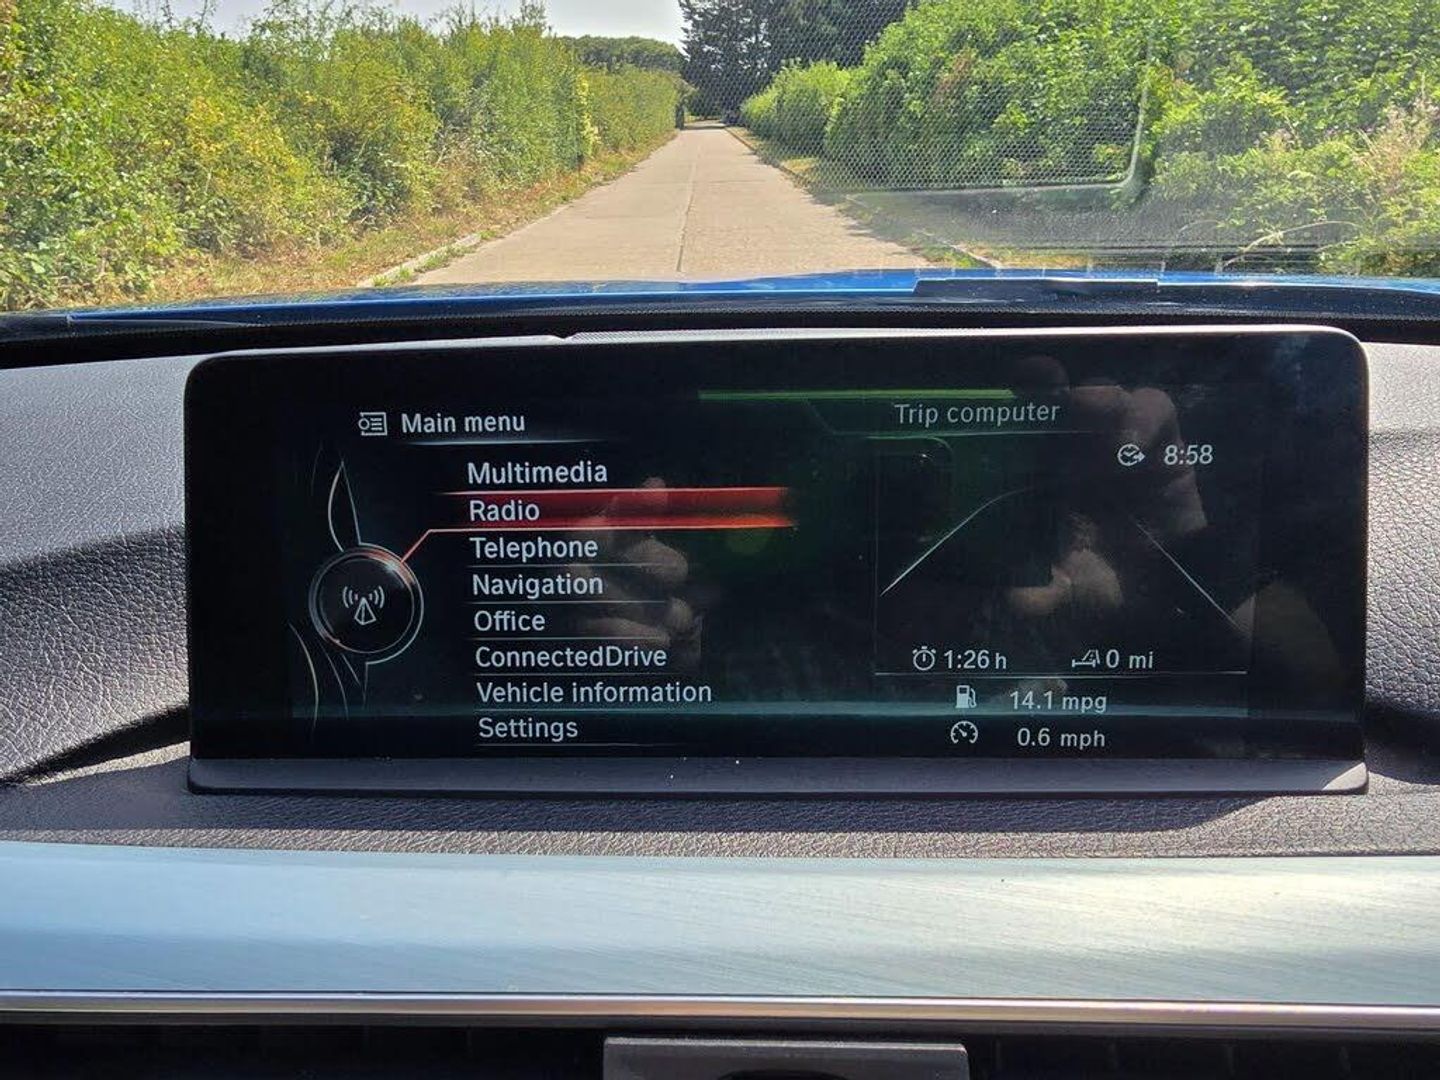 Main menu
Multimedia
Radio
Telephone
Navigation
Office
ConnectedDrive
Vehicle information
Settings
Trip computer
8:58
1:26 h
0 mi
14.1 mpg
0.6 mph